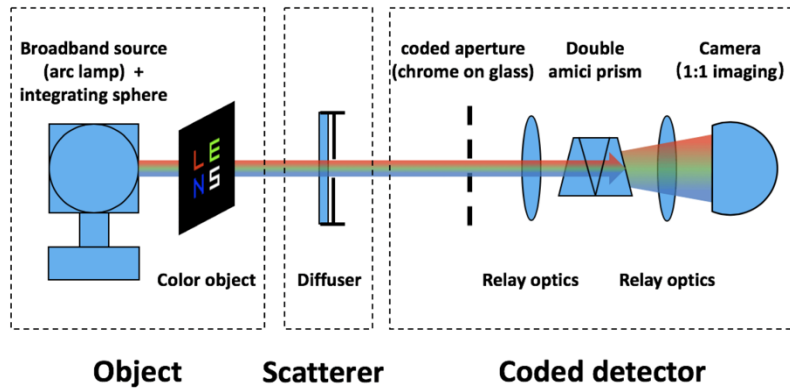 Broadband source
(arc lamp) +
integrating sphere
coded aperture
(chrome on glass)
Double
amici prism
Camera
(1:1 imaging)
L E
N S
Color object
Diffuser
Relay optics
Relay optics
Object
Scatterer
Coded detector